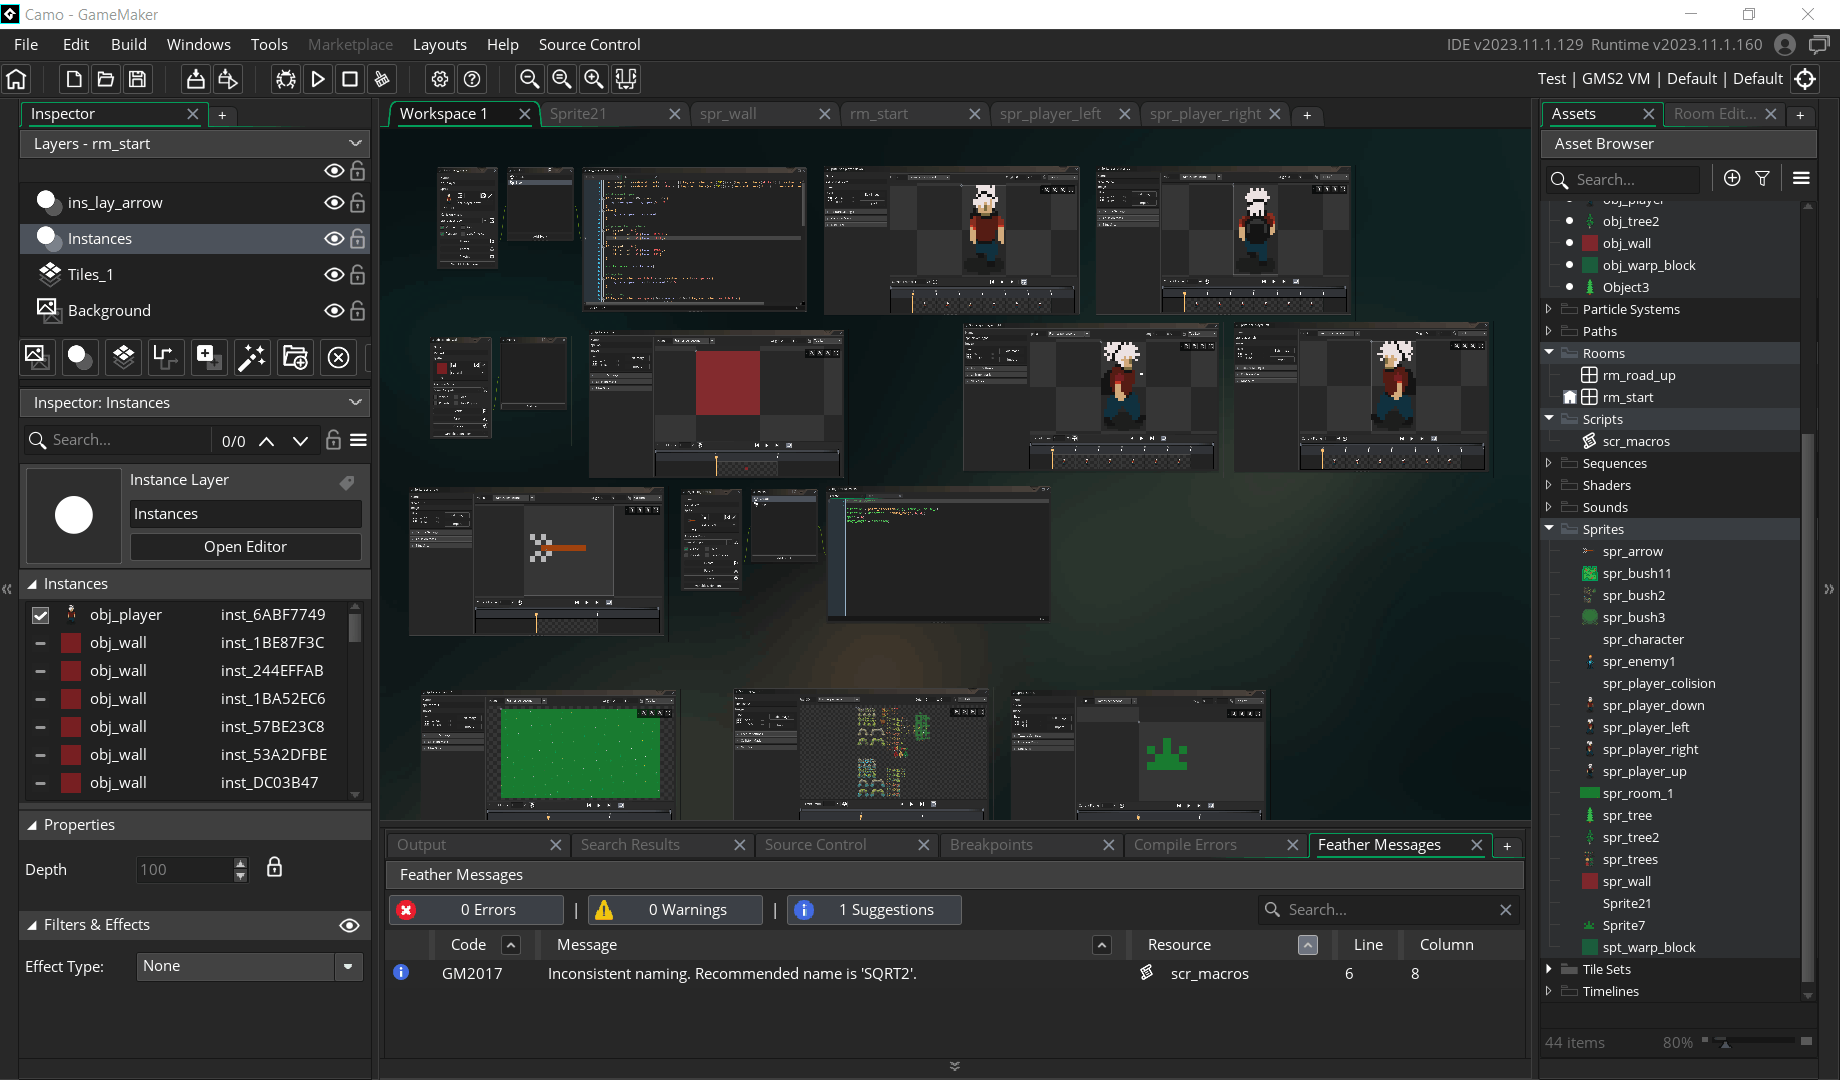 Camo - GameMaker
File Edit Build Windows Tools Marketplace Layouts Help Source Control
IDE v2023.11.1.129 Runtime v2023.11.1.160
Test | GMS2 VM | Default | Default
Inspector
Layers - rm_start
ins_lay_arrow
Instances
Tiles_1
Background
Inspector: Instances
Search... 0/0
Instance Layer
Instances
Open Editor
Instances
obj_player inst_6ABF7749
obj_wall inst_1BE87F3C
obj_wall inst_244EFFAB
obj_wall inst_1BA52EC6
obj_wall inst_57BE23C8
obj_wall inst_53A2DFBE
obj_wall inst_DC03B47
Properties
Depth 100
Filters & Effects
Effect Type: None
Workspace 1 Sprite21 spr_wall rm_start spr_player_left spr_player_right
Output Search Results Source Control Breakpoints Compile Errors Feather Messages
Feather Messages
0 Errors | 0 Warnings | 1 Suggestions
Search...
Code Message Resource Line Column
GM2017 Inconsistent naming. Recommended name is 'SQRT2'. scr_macros 6 8
Assets Room Edit...
Asset Browser
Search...
obj_player
obj_tree2
obj_wall
obj_warp_block
Object3
Particle Systems
Paths
Rooms
rm_road_up
rm_start
Scripts
scr_macros
Sequences
Shaders
Sounds
Sprites
spr_arrow
spr_bush11
spr_bush2
spr_bush3
spr_character
spr_enemy1
spr_player_colision
spr_player_down
spr_player_left
spr_player_right
spr_player_up
spr_room_1
spr_tree
spr_tree2
spr_trees
spr_wall
Sprite21
Sprite7
spt_warp_block
Tile Sets
Timelines
44 items 80%